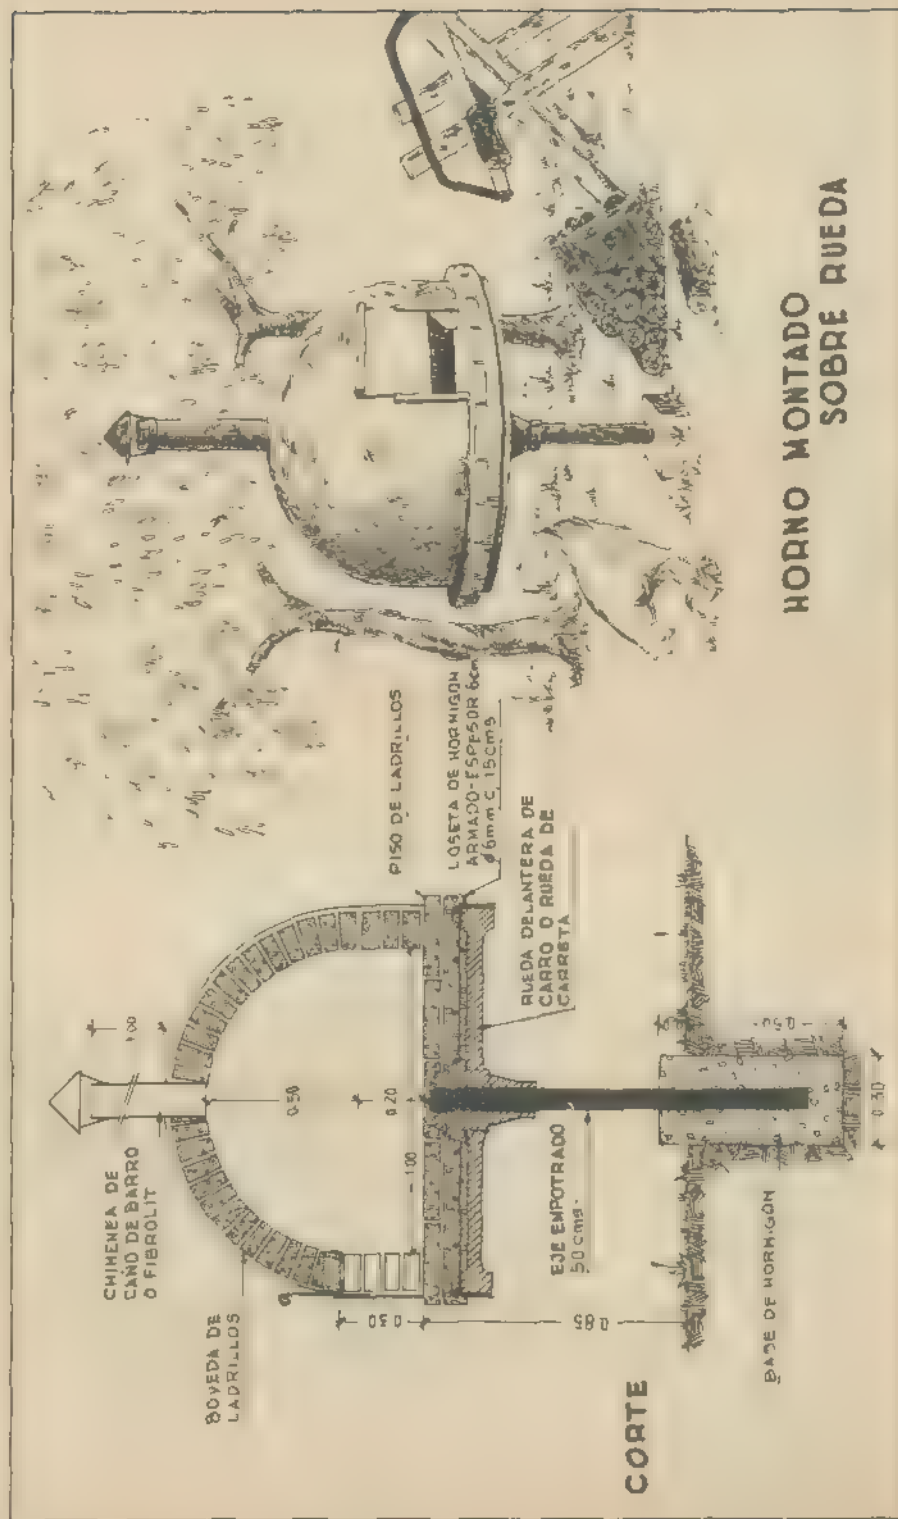 HORNO MONTADO
SOBRE RUEDA
CHIMENEA DE
CAÑO DE BARRO
O FIBROLIT
BOVEDA DE
LADRILLOS
1.00
0.50
0.20
1.00
0.30
0.85
PISO DE LADRILLOS
LOSETA DE HORMIGON
ARMADO-ESPESOR 6cm
ø6mm C. 15cms
RUEDA DELANTERA DE
CARRO O RUEDA DE
CARRETA
EJE EMPOTRADO
50 cms.
0.30
BASE DE HORMIGON
CORTE